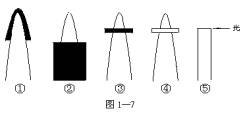 光
① ② ③ ④ ⑤
图 1—7